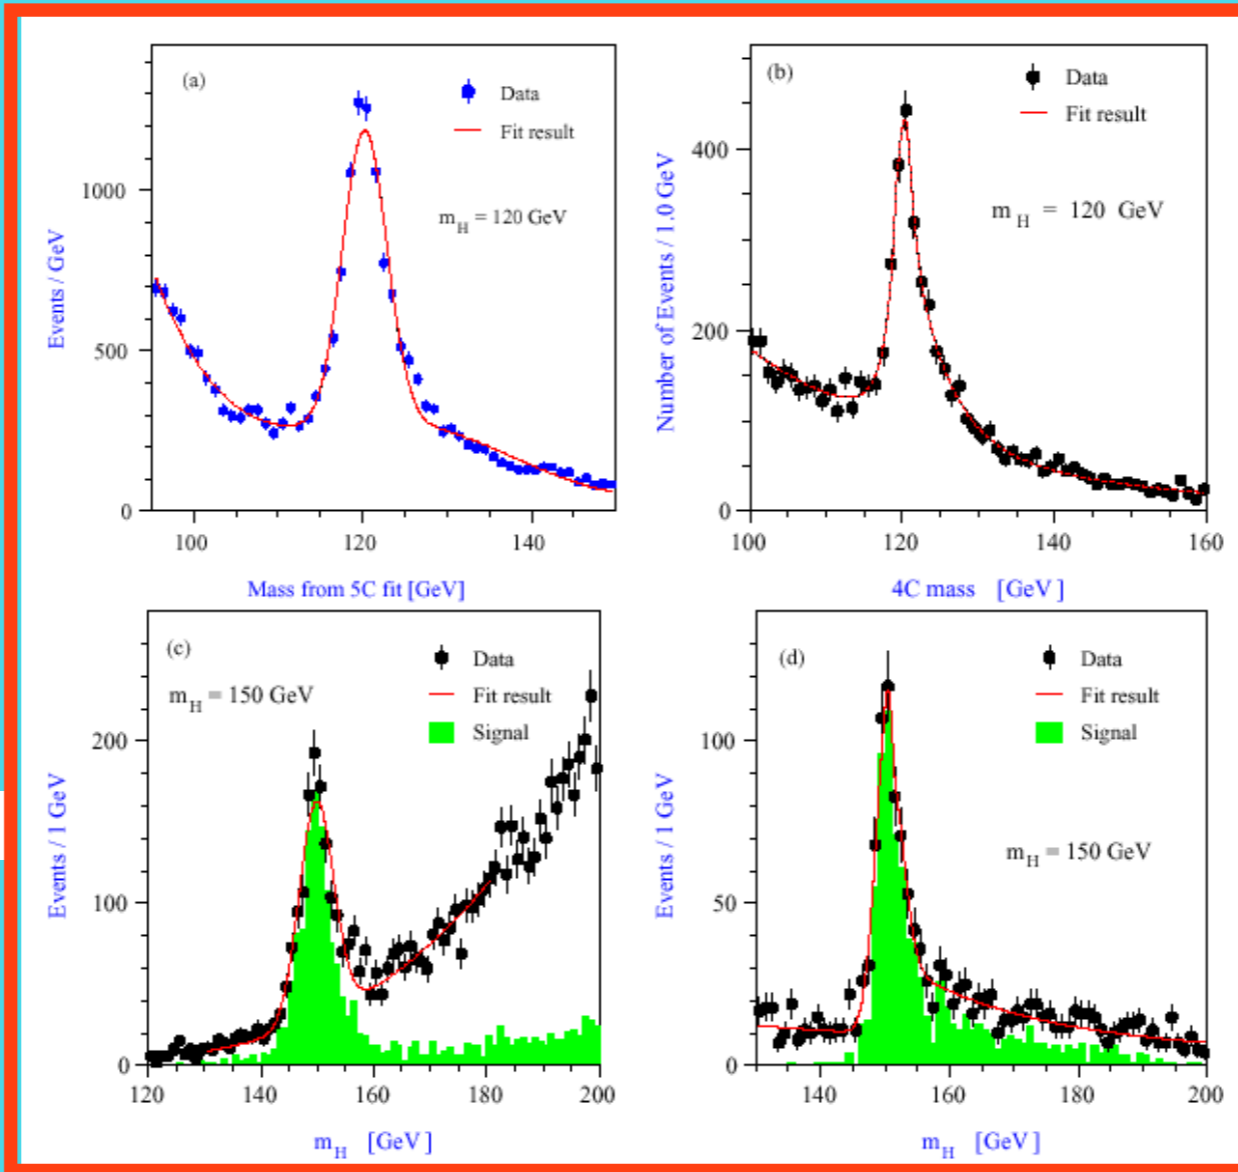 (a)
Data
Fit result
m_H = 120 GeV
1000
500
0
100
120
140
Events / GeV
Mass from 5C fit [GeV]
(b)
Data
Fit result
m_H = 120 GeV
400
200
0
100
120
140
160
Number of Events / 1.0 GeV
4C mass [GeV]
(c)
Data
Fit result
Signal
m_H = 150 GeV
200
100
0
120
140
160
180
200
Events / 1 GeV
m_H [GeV]
(d)
Data
Fit result
Signal
m_H = 150 GeV
100
50
0
140
160
180
200
Events / 1 GeV
m_H [GeV]